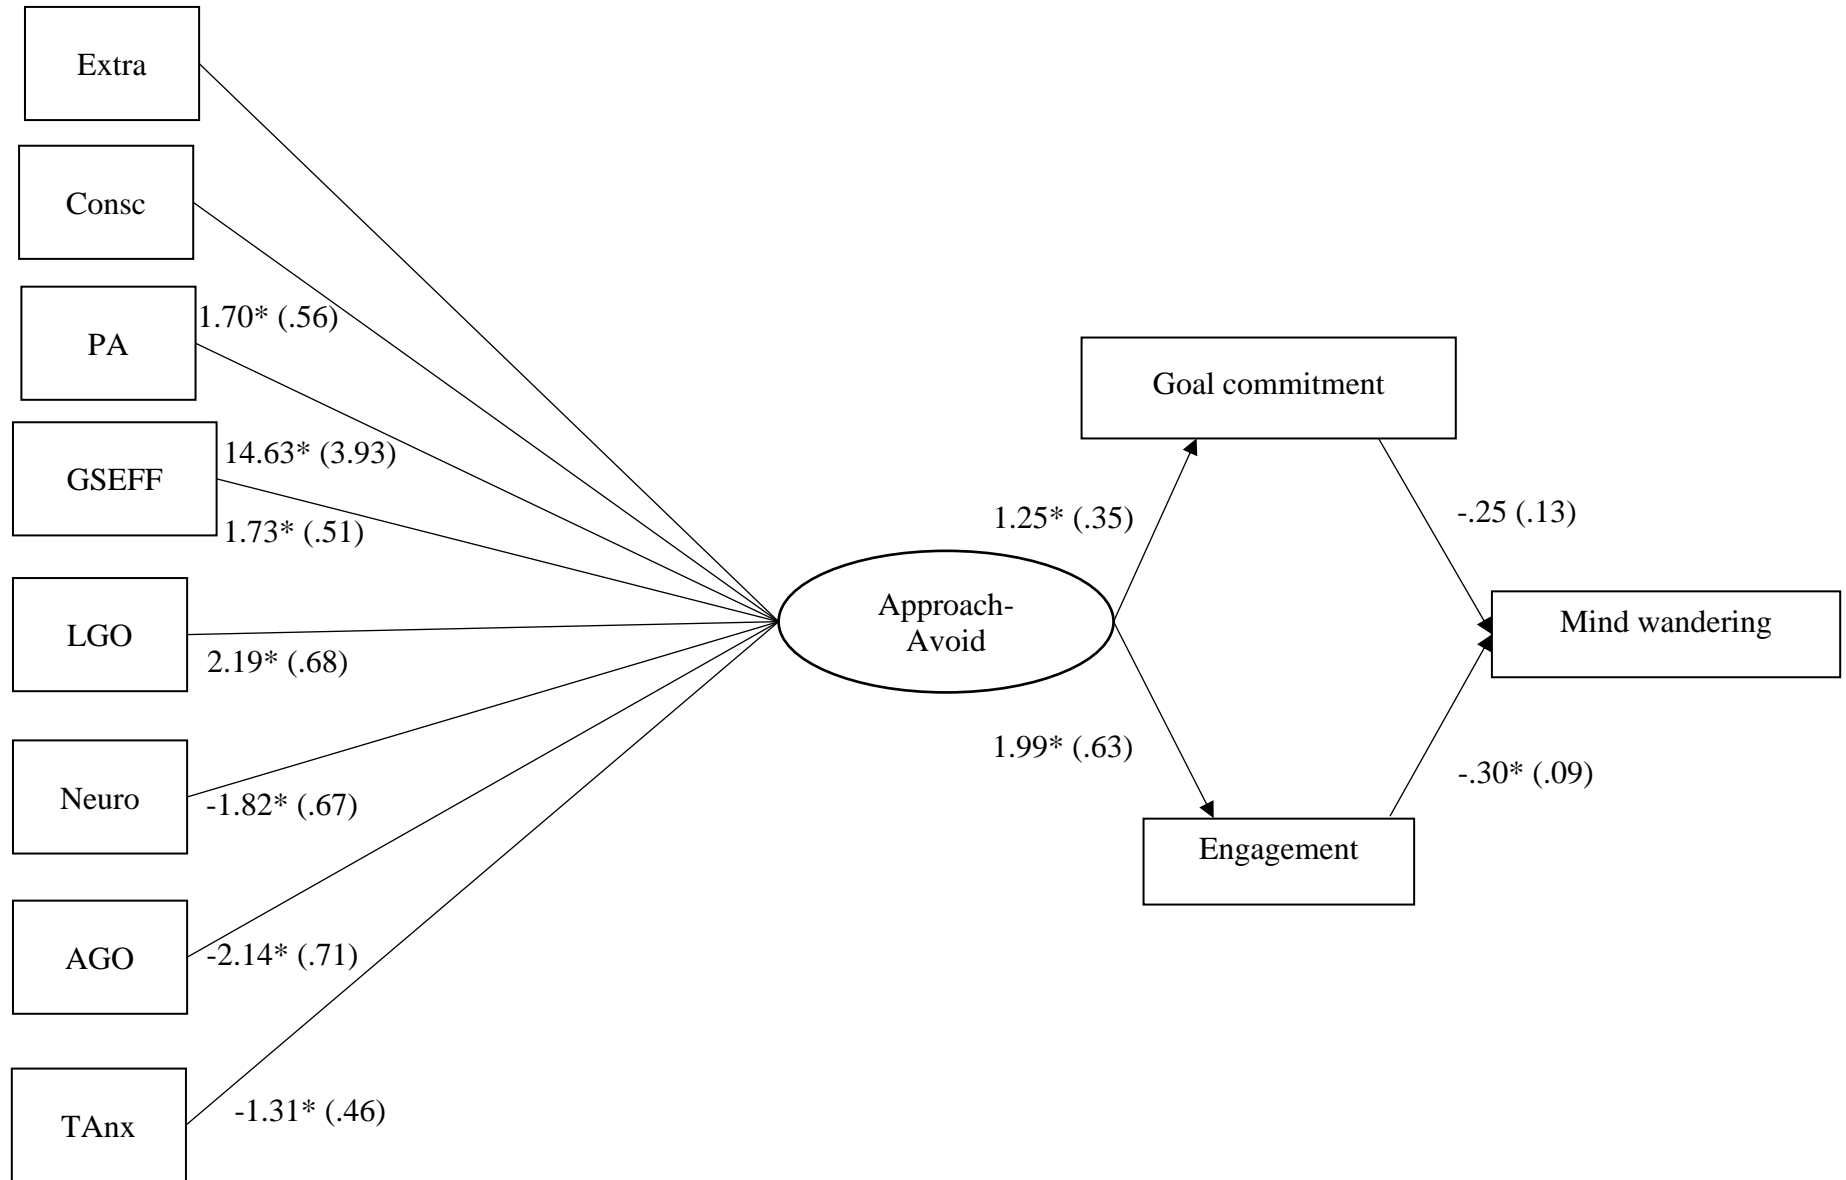 Extra
Consc
1.70* (.56)
PA
14.63* (3.93)
GSEFF
1.73* (.51)
LGO
2.19* (.68)
Neuro
-1.82* (.67)
AGO
-2.14* (.71)
TAnx
-1.31* (.46)
Approach-
Avoid
1.25* (.35)
1.99* (.63)
Goal commitment
Engagement
-.25 (.13)
-.30* (.09)
Mind wandering